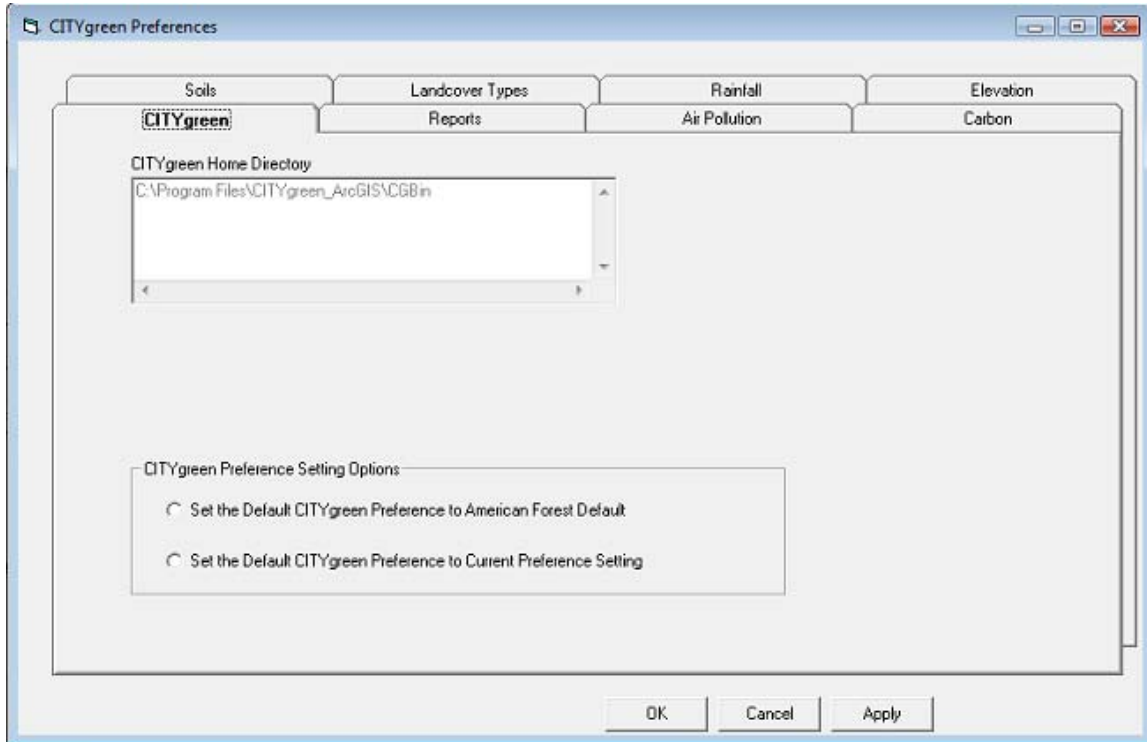 CITYgreen Preferences
Soils Landcover Types Rainfall Elevation
CITYgreen Reports Air Pollution Carbon
CITYgreen Home Directory
C:\Program Files\CITYgreen_ArcGIS\CGBin
CITYgreen Preference Setting Options
Set the Default CITYgreen Preference to American Forest Default
Set the Default CITYgreen Preference to Current Preference Setting
OK Cancel Apply